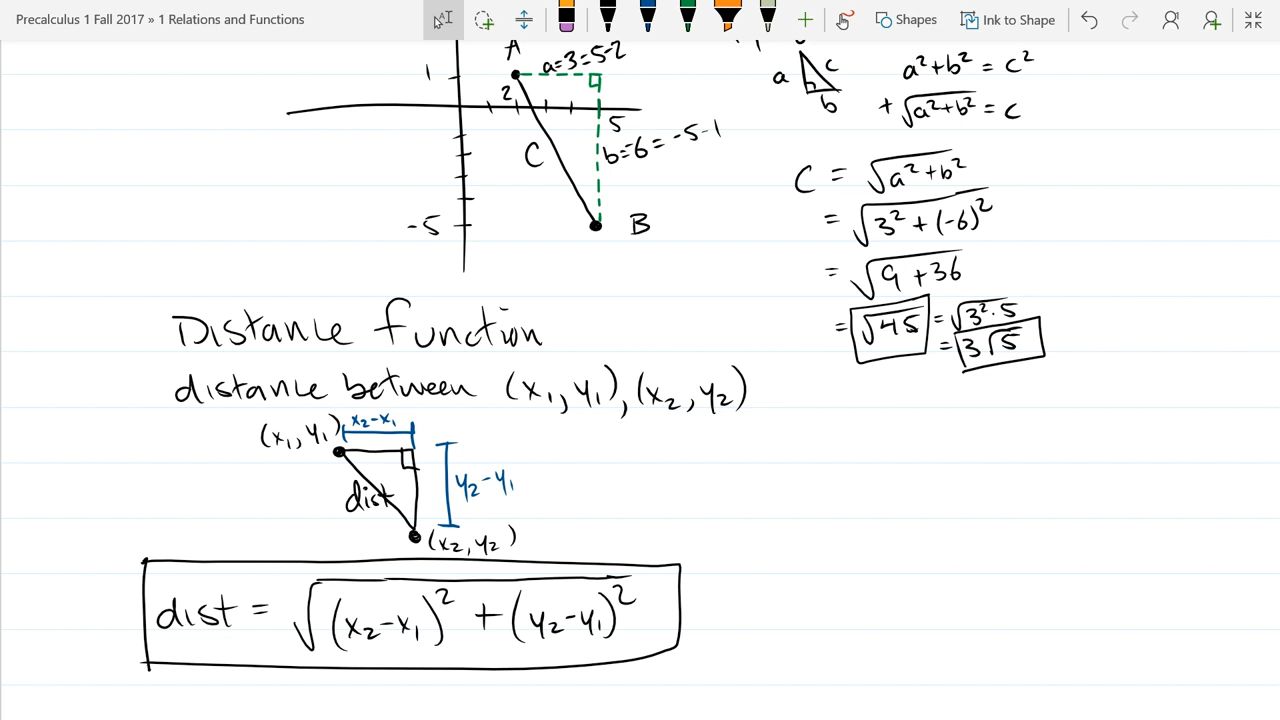 Precalculus 1 Fall 2017 » 1 Relations and Functions
Shapes
Ink to Shape
A
a=3=5-2
1
2
5
b=6=-5-1
C
-5
B
a
c
b
a²+b² = c²
+√(a²+b²) = c
C = √(a²+b²)
= √(3²+(-6)²)
= √(9+36)
= √45 = √(3²·5)
= 3√5
Distance function
distance between (x₁, y₁), (x₂, y₂)
(x₁, y₁)
x₂-x₁
dist
y₂-y₁
(x₂, y₂)
dist = √((x₂-x₁)² + (y₂-y₁)²)